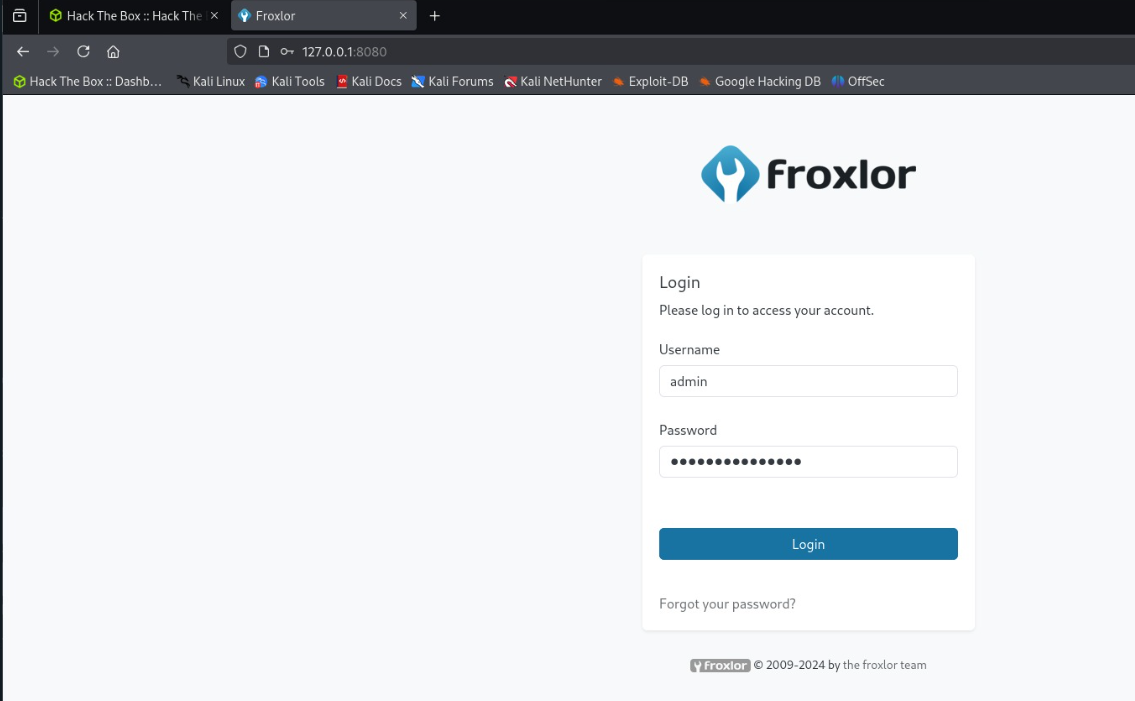 Hack The Box :: Hack The
Froxlor
127.0.0.1:8080
Hack The Box :: Dashb... Kali Linux Kali Tools Kali Docs Kali Forums Kali NetHunter Exploit-DB Google Hacking DB OffSec
froxlor
Login
Please log in to access your account.
Username
admin
Password
●●●●●●●●●●●●●●●
Login
Forgot your password?
froxlor © 2009-2024 by the froxlor team